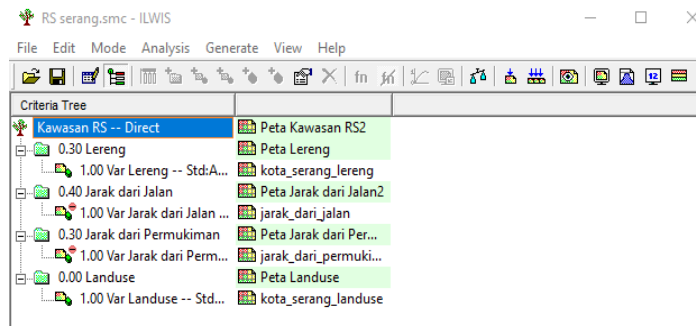 RS serang.smc - ILWIS
File Edit Mode Analysis Generate View Help
fn
12
Criteria Tree
Kawasan RS -- Direct Peta Kawasan RS2
0.30 Lereng Peta Lereng
1.00 Var Lereng -- Std:A... kota_serang_lereng
0.40 Jarak dari Jalan Peta Jarak dari Jalan2
1.00 Var Jarak dari Jalan ... jarak_dari_jalan
0.30 Jarak dari Permukiman Peta Jarak dari Per...
1.00 Var Jarak dari Perm... jarak_dari_permuki...
0.00 Landuse Peta Landuse
1.00 Var Landuse -- Std... kota_serang_landuse